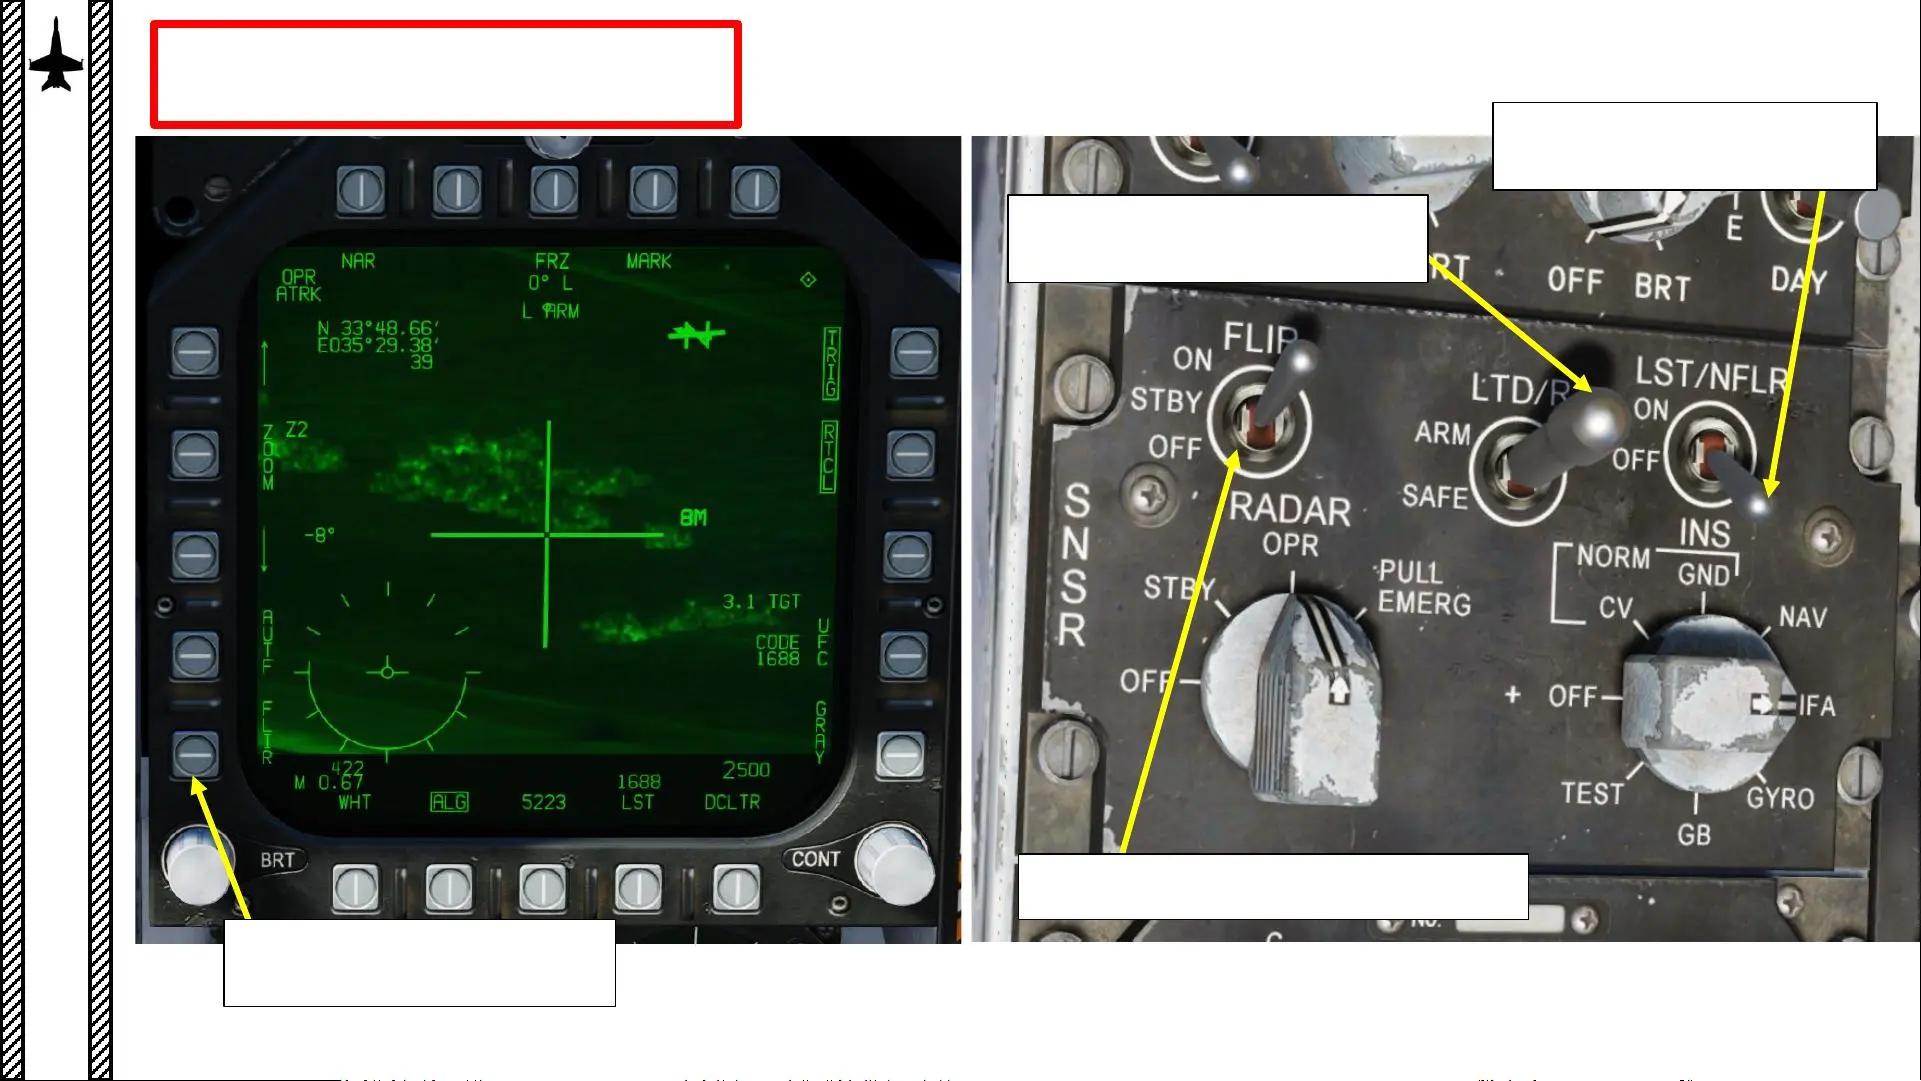 NAR
FRZ
MARK
OPR
ATRK
0° L
L ARM
N 33°48.66'
E035°29.38'
39
TRIG
Z2
ZOOM
RTCL
8M
-8°
3.1 TGT
CODE
1688
UFC
AUTF
FLIR
GRAY
422
M 0.67
1688
2500
WHT
ALG
5223
LST
DCLTR
BRT
CONT
E
RT
OFF
BRT
DAY
FLIR
ON
STBY
OFF
LTD/R
ARM
SAFE
LST/NFLR
ON
OFF
SNSR
RADAR
OPR
STBY
PULL
EMERG
OFF
INS
NORM
GND
CV
NAV
+
OFF
IFA
TEST
GYRO
GB
NO.